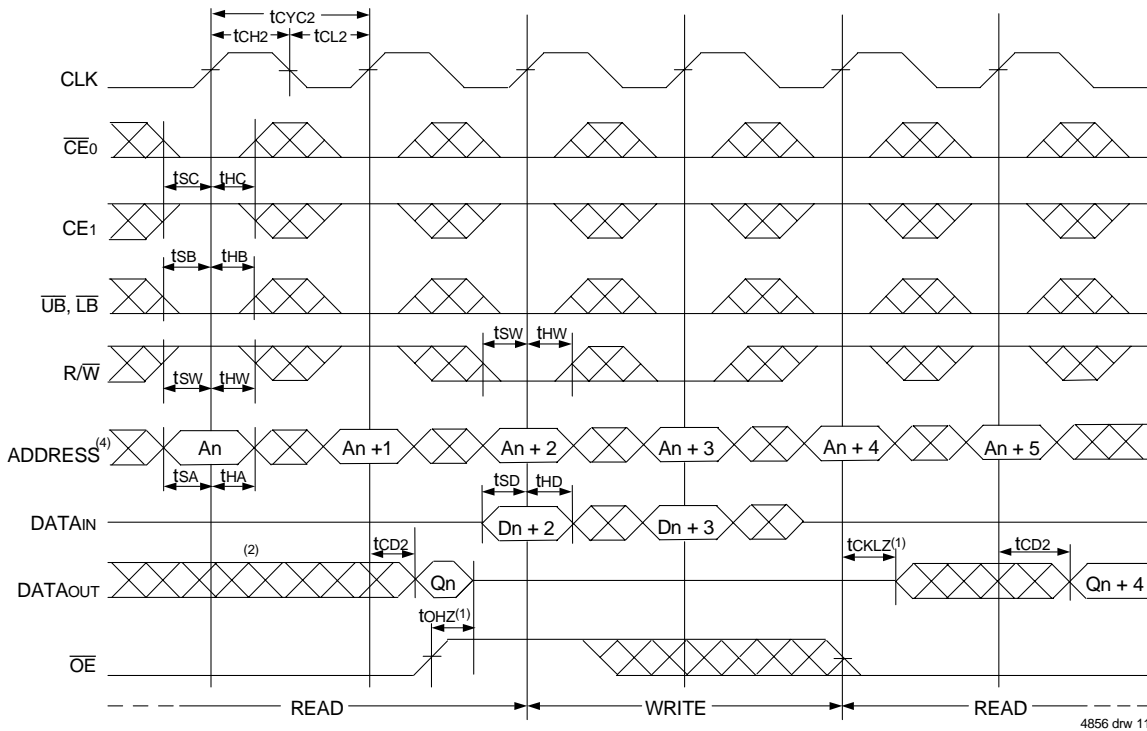 tCYC2
tCH2 tCL2
CLK
CE0
tSC tHC
CE1
tSB tHB
UB, LB
tSW tHW
R/W
tSW tHW
ADDRESS(4) An An +1 An + 2 An + 3 An + 4 An + 5
tSA tHA
tSD tHD
DATAIN Dn + 2 Dn + 3
tCD2 tCKLZ(1) tCD2
(2)
DATAOUT Qn Qn + 4
tOHZ(1)
OE
READ WRITE READ
4856 drw 11